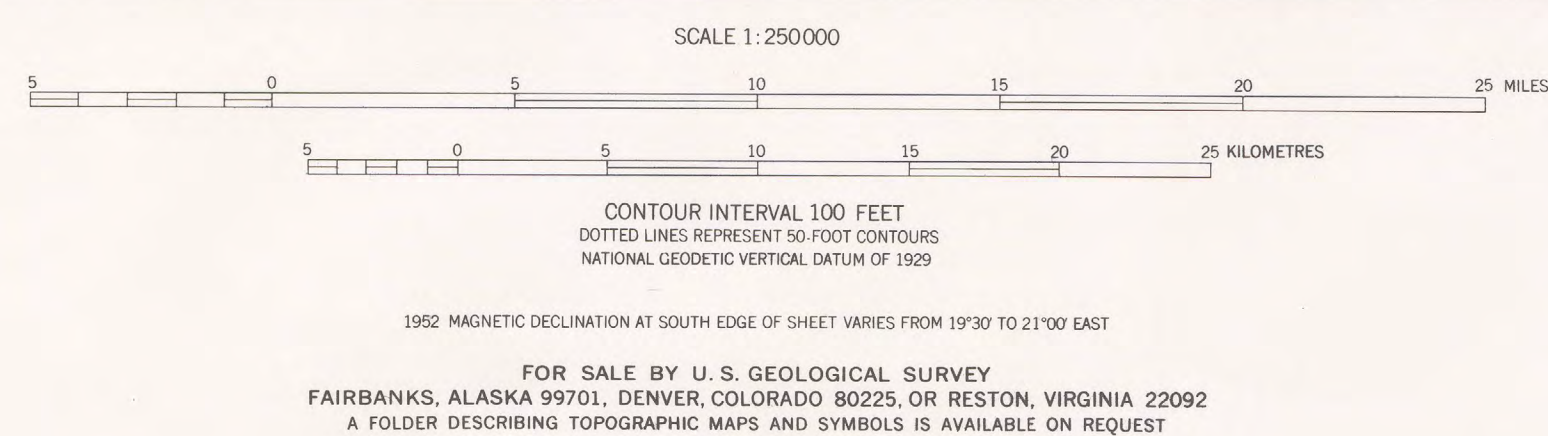 SCALE 1:250000
5 0 5 10 15 20 25 MILES
5 0 5 10 15 20 25 KILOMETRES
CONTOUR INTERVAL 100 FEET
DOTTED LINES REPRESENT 50-FOOT CONTOURS
NATIONAL GEODETIC VERTICAL DATUM OF 1929
1952 MAGNETIC DECLINATION AT SOUTH EDGE OF SHEET VARIES FROM 19°30' TO 21°00' EAST
FOR SALE BY U. S. GEOLOGICAL SURVEY
FAIRBANKS, ALASKA 99701, DENVER, COLORADO 80225, OR RESTON, VIRGINIA 22092
A FOLDER DESCRIBING TOPOGRAPHIC MAPS AND SYMBOLS IS AVAILABLE ON REQUEST